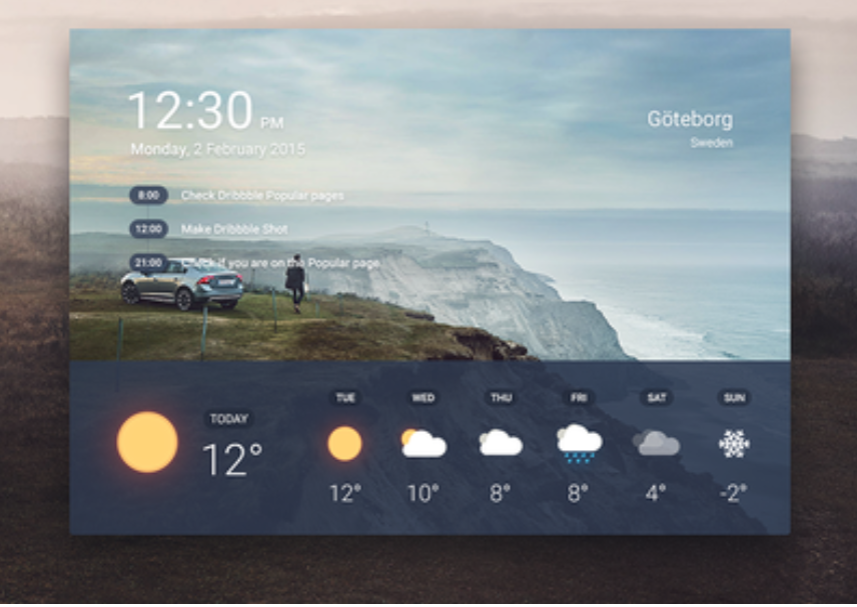 12:30 PM
Monday, 2 February 2015
Göteborg
Sweden
8:00 Check Dribbble Popular pages
12:00 Make Dribbble Shot
21:00 Check if you are on the Popular page
TODAY
12°
TUE WED THU FRI SAT SUN
12° 10° 8° 8° 4° -2°